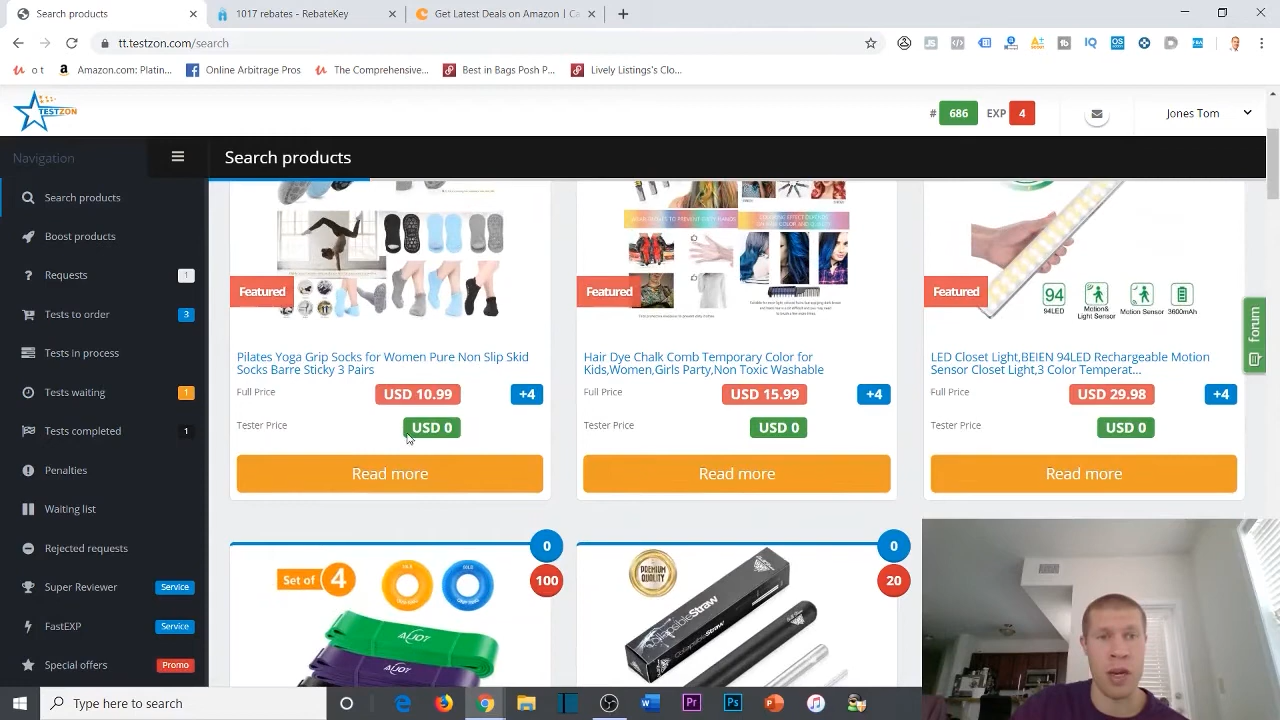 Search products
1017 rebates - RebateKey
Get Latest Deals on Amazon | Ca
tt.testzon.com/search
o t
Amazon.com: Platin...
Online Arbitrage Pros
The Comprehensive...
Best in Bags Posh P...
Lively Listings's Clo...
TESTZON
# 686 EXP 4
Jones Tom
Navigation
Search products
Search products
Boost products
Requests 1
Tests to do 3
Tests in process
Tests waiting 1
Tests completed 1
Penalties
Waiting list
Rejected requests
Super Reviewer Service
FastEXP Service
Special offers Promo
Featured
Pilates Yoga Grip Socks for Women Pure Non Slip Skid
Socks Barre Sticky 3 Pairs
Full Price USD 10.99 +4
Tester Price USD 0
Read more
Featured
Hair Dye Chalk Comb Temporary Color for
Kids,Women,Girls Party,Non Toxic Washable
Full Price USD 15.99 +4
Tester Price USD 0
Read more
94
94LED
Motion&
Light Sensor
Motion Sensor
3600mAh
Featured
LED Closet Light,BEIEN 94LED Rechargeable Motion
Sensor Closet Light,3 Color Temperat...
Full Price USD 29.98 +4
Tester Price USD 0
Read more
forum
0
100
Set of 4
0
20
PREMIUM
QUALITY
CollapsibleStraw
Type here to search